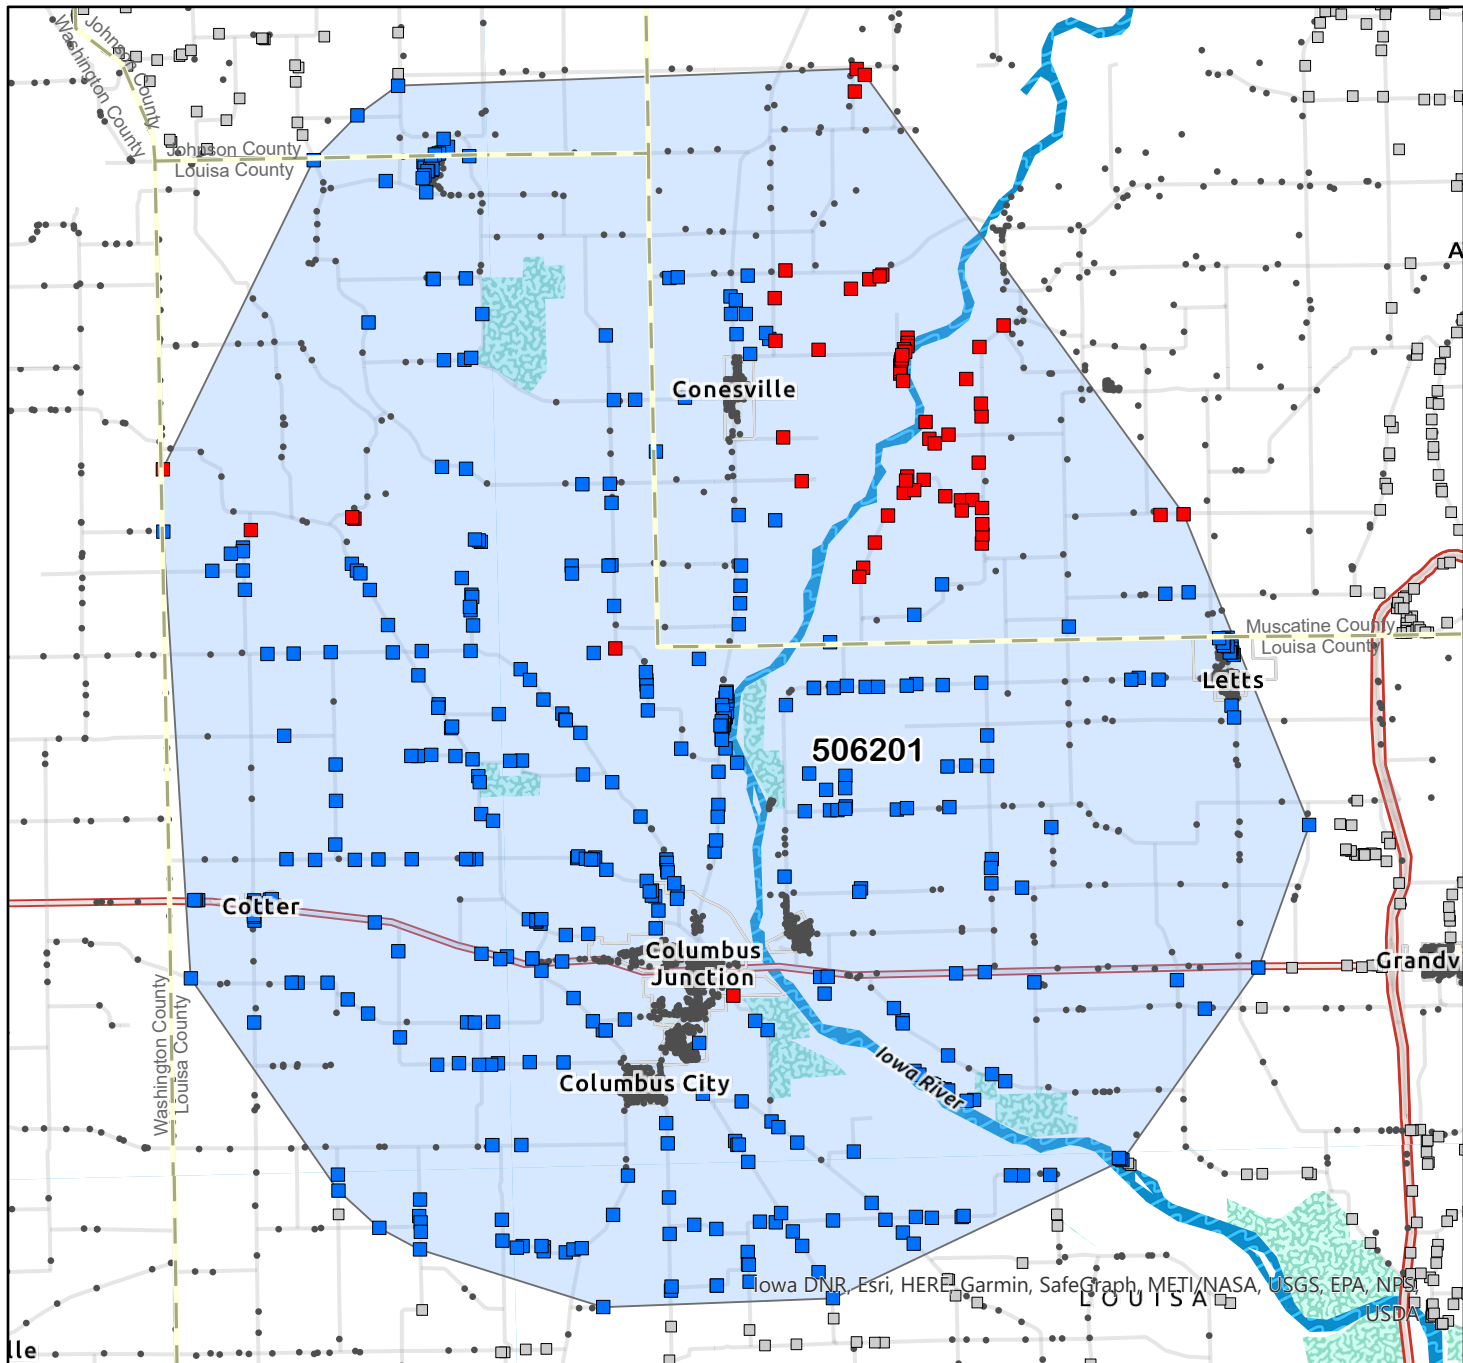 Johnson County
Washington County
Johnson County
Louisa County
A
Conesville
Muscatine County
Louisa County
Letts
506201
Cotter
Columbus
Junction
Grandv
Washington County
Louisa County
Iowa River
Columbus City
Iowa DNR, Esri, HERE, Garmin, SafeGraph, METI/NASA, USGS, EPA, NPS,
USDA
LOUISA
lle